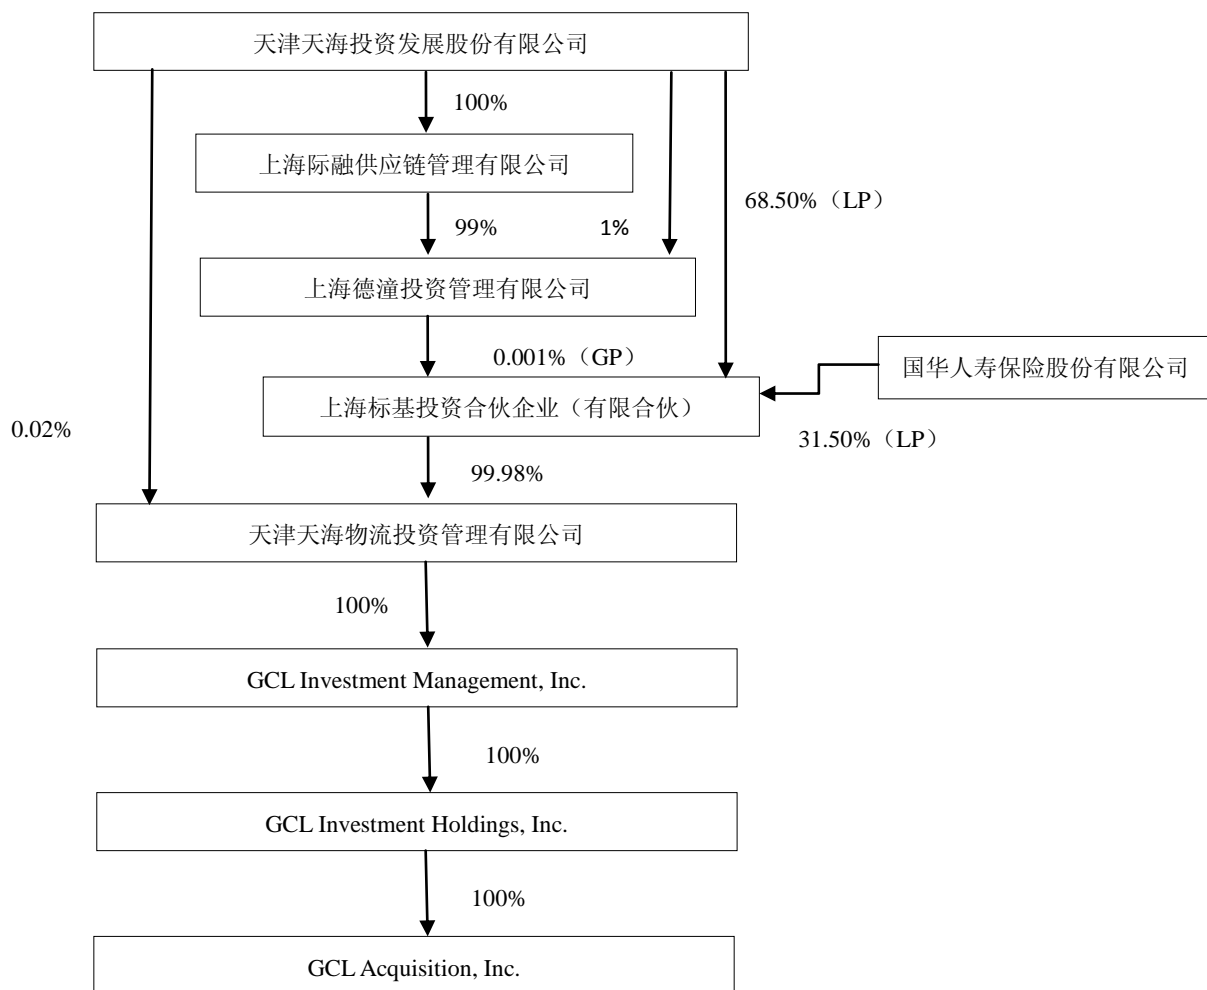 天津天海投资发展股份有限公司
100%
上海际融供应链管理有限公司
68.50%（LP）
99%
1%
上海德潼投资管理有限公司
0.001%（GP）
国华人寿保险股份有限公司
上海标基投资合伙企业（有限合伙）
0.02%
31.50%（LP）
99.98%
天津天海物流投资管理有限公司
100%
GCL Investment Management, Inc.
100%
GCL Investment Holdings, Inc.
100%
GCL Acquisition, Inc.